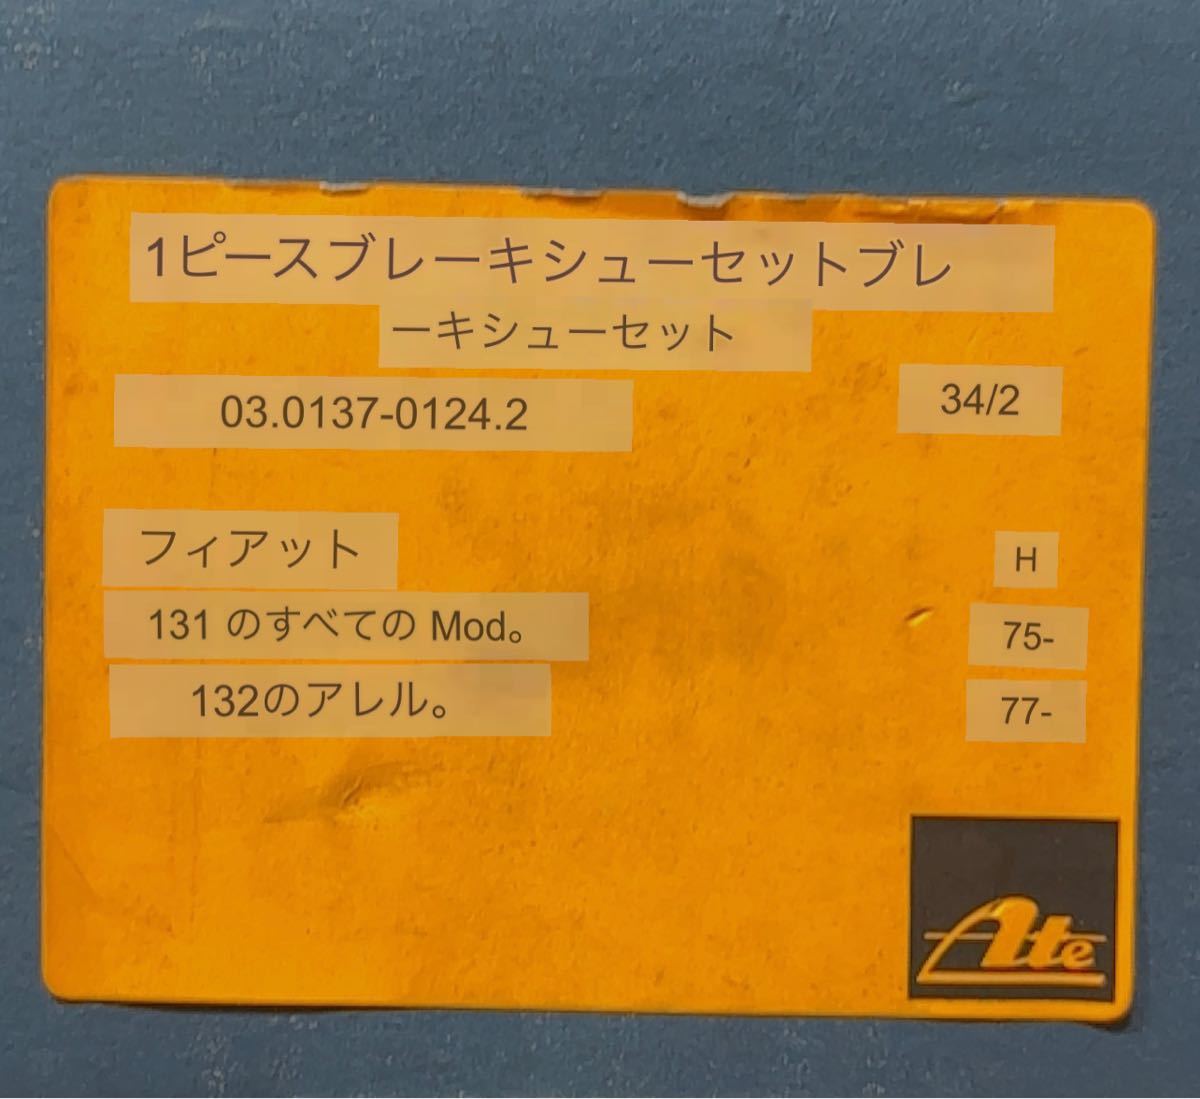 1ピースブレーキシューセットブレ
ーキシューセット
03.0137-0124.2 34/2
フィアット H
131 のすべての Mod。 75-
132のアレル。 77-
Ate